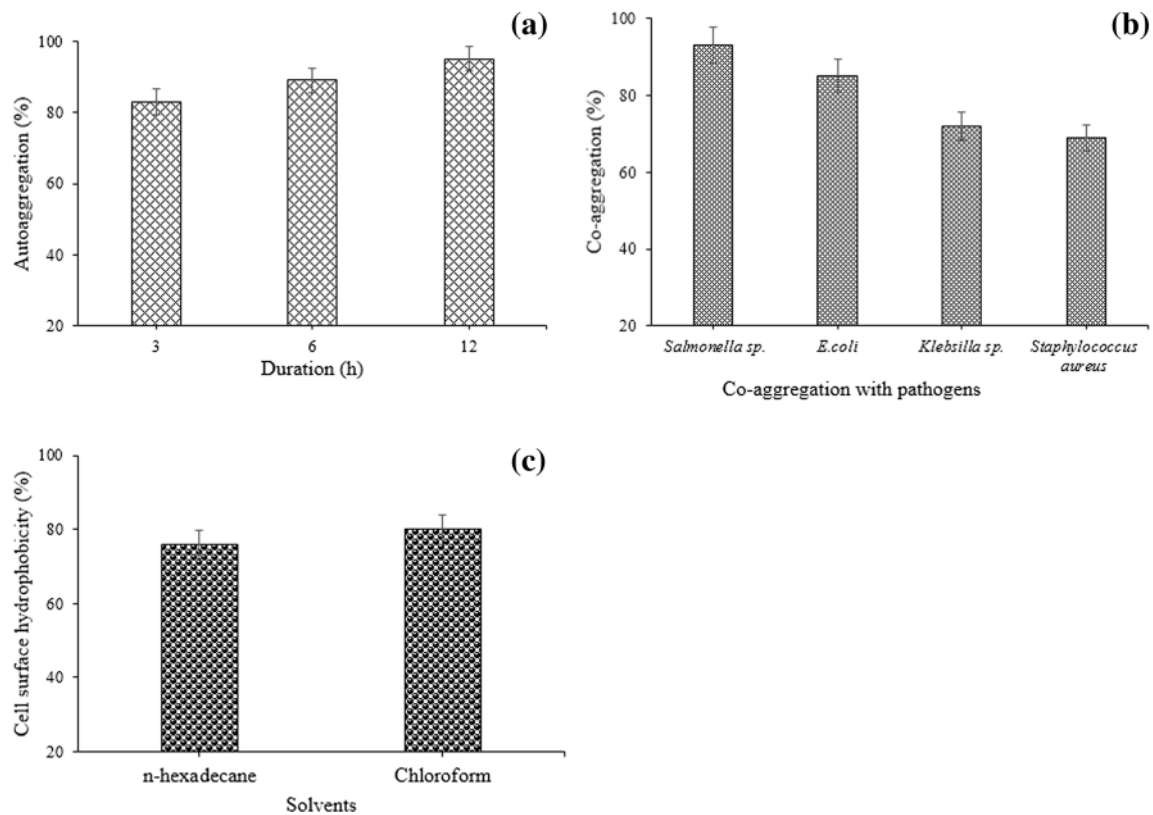 (a)
100
80
60
40
20
Autoaggregation (%)
3 6 12
Duration (h)
(b)
100
80
60
40
20
Co-aggregation (%)
Salmonella sp. E.coli Klebsilla sp. Staphylococcus
aureus
Co-aggregation with pathogens
(c)
100
80
60
40
20
Cell surface hydrophobicity (%)
n-hexadecane Chloroform
Solvents